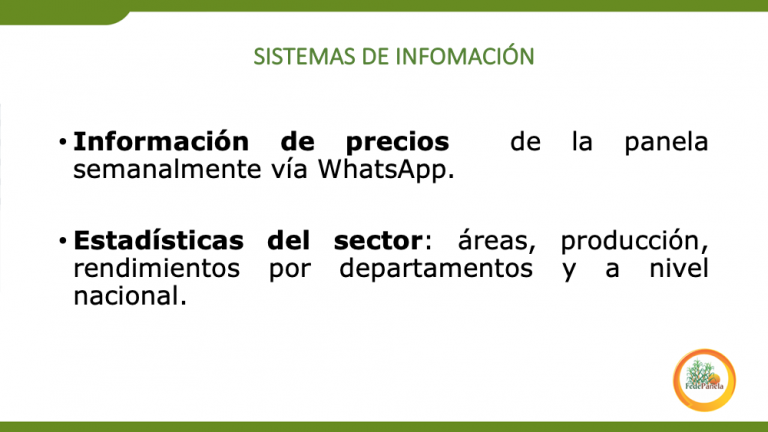 SISTEMAS DE INFOMACIÓN
• Información de precios de la panela
semanalmente vía WhatsApp.
• Estadísticas del sector: áreas, producción,
rendimientos por departamentos y a nivel
nacional.
FedePanela